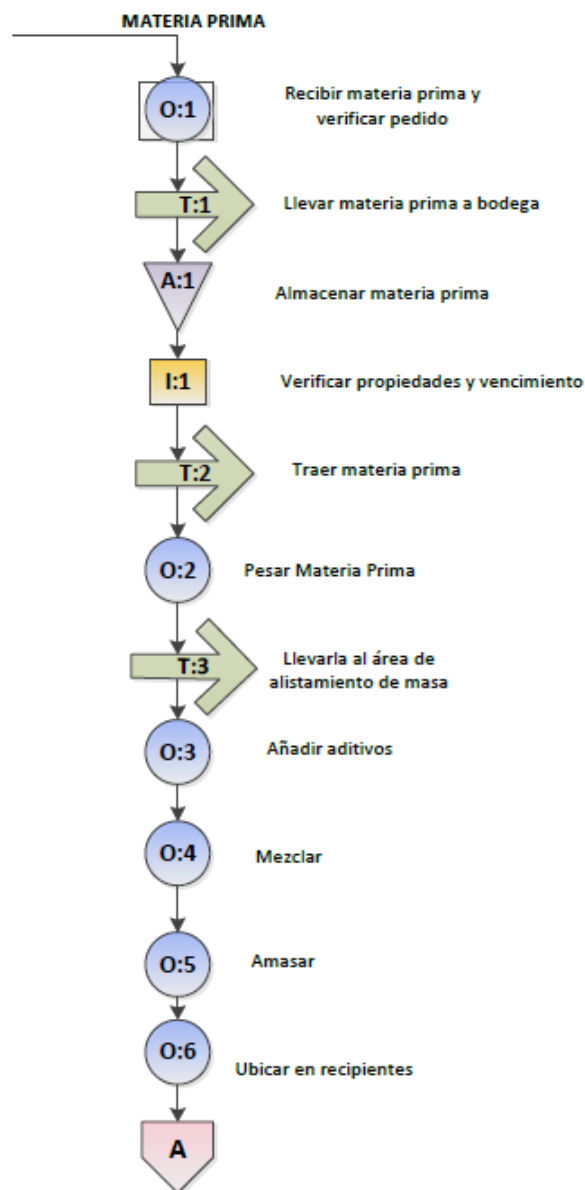 MATERIA PRIMA
O:1
Recibir materia prima y
verificar pedido
T:1
Llevar materia prima a bodega
A:1
Almacenar materia prima
I:1
Verificar propiedades y vencimiento
T:2
Traer materia prima
O:2
Pesar Materia Prima
T:3
Llevarla al área de
alistamiento de masa
O:3
Añadir aditivos
O:4
Mezclar
O:5
Amasar
O:6
Ubicar en recipientes
A